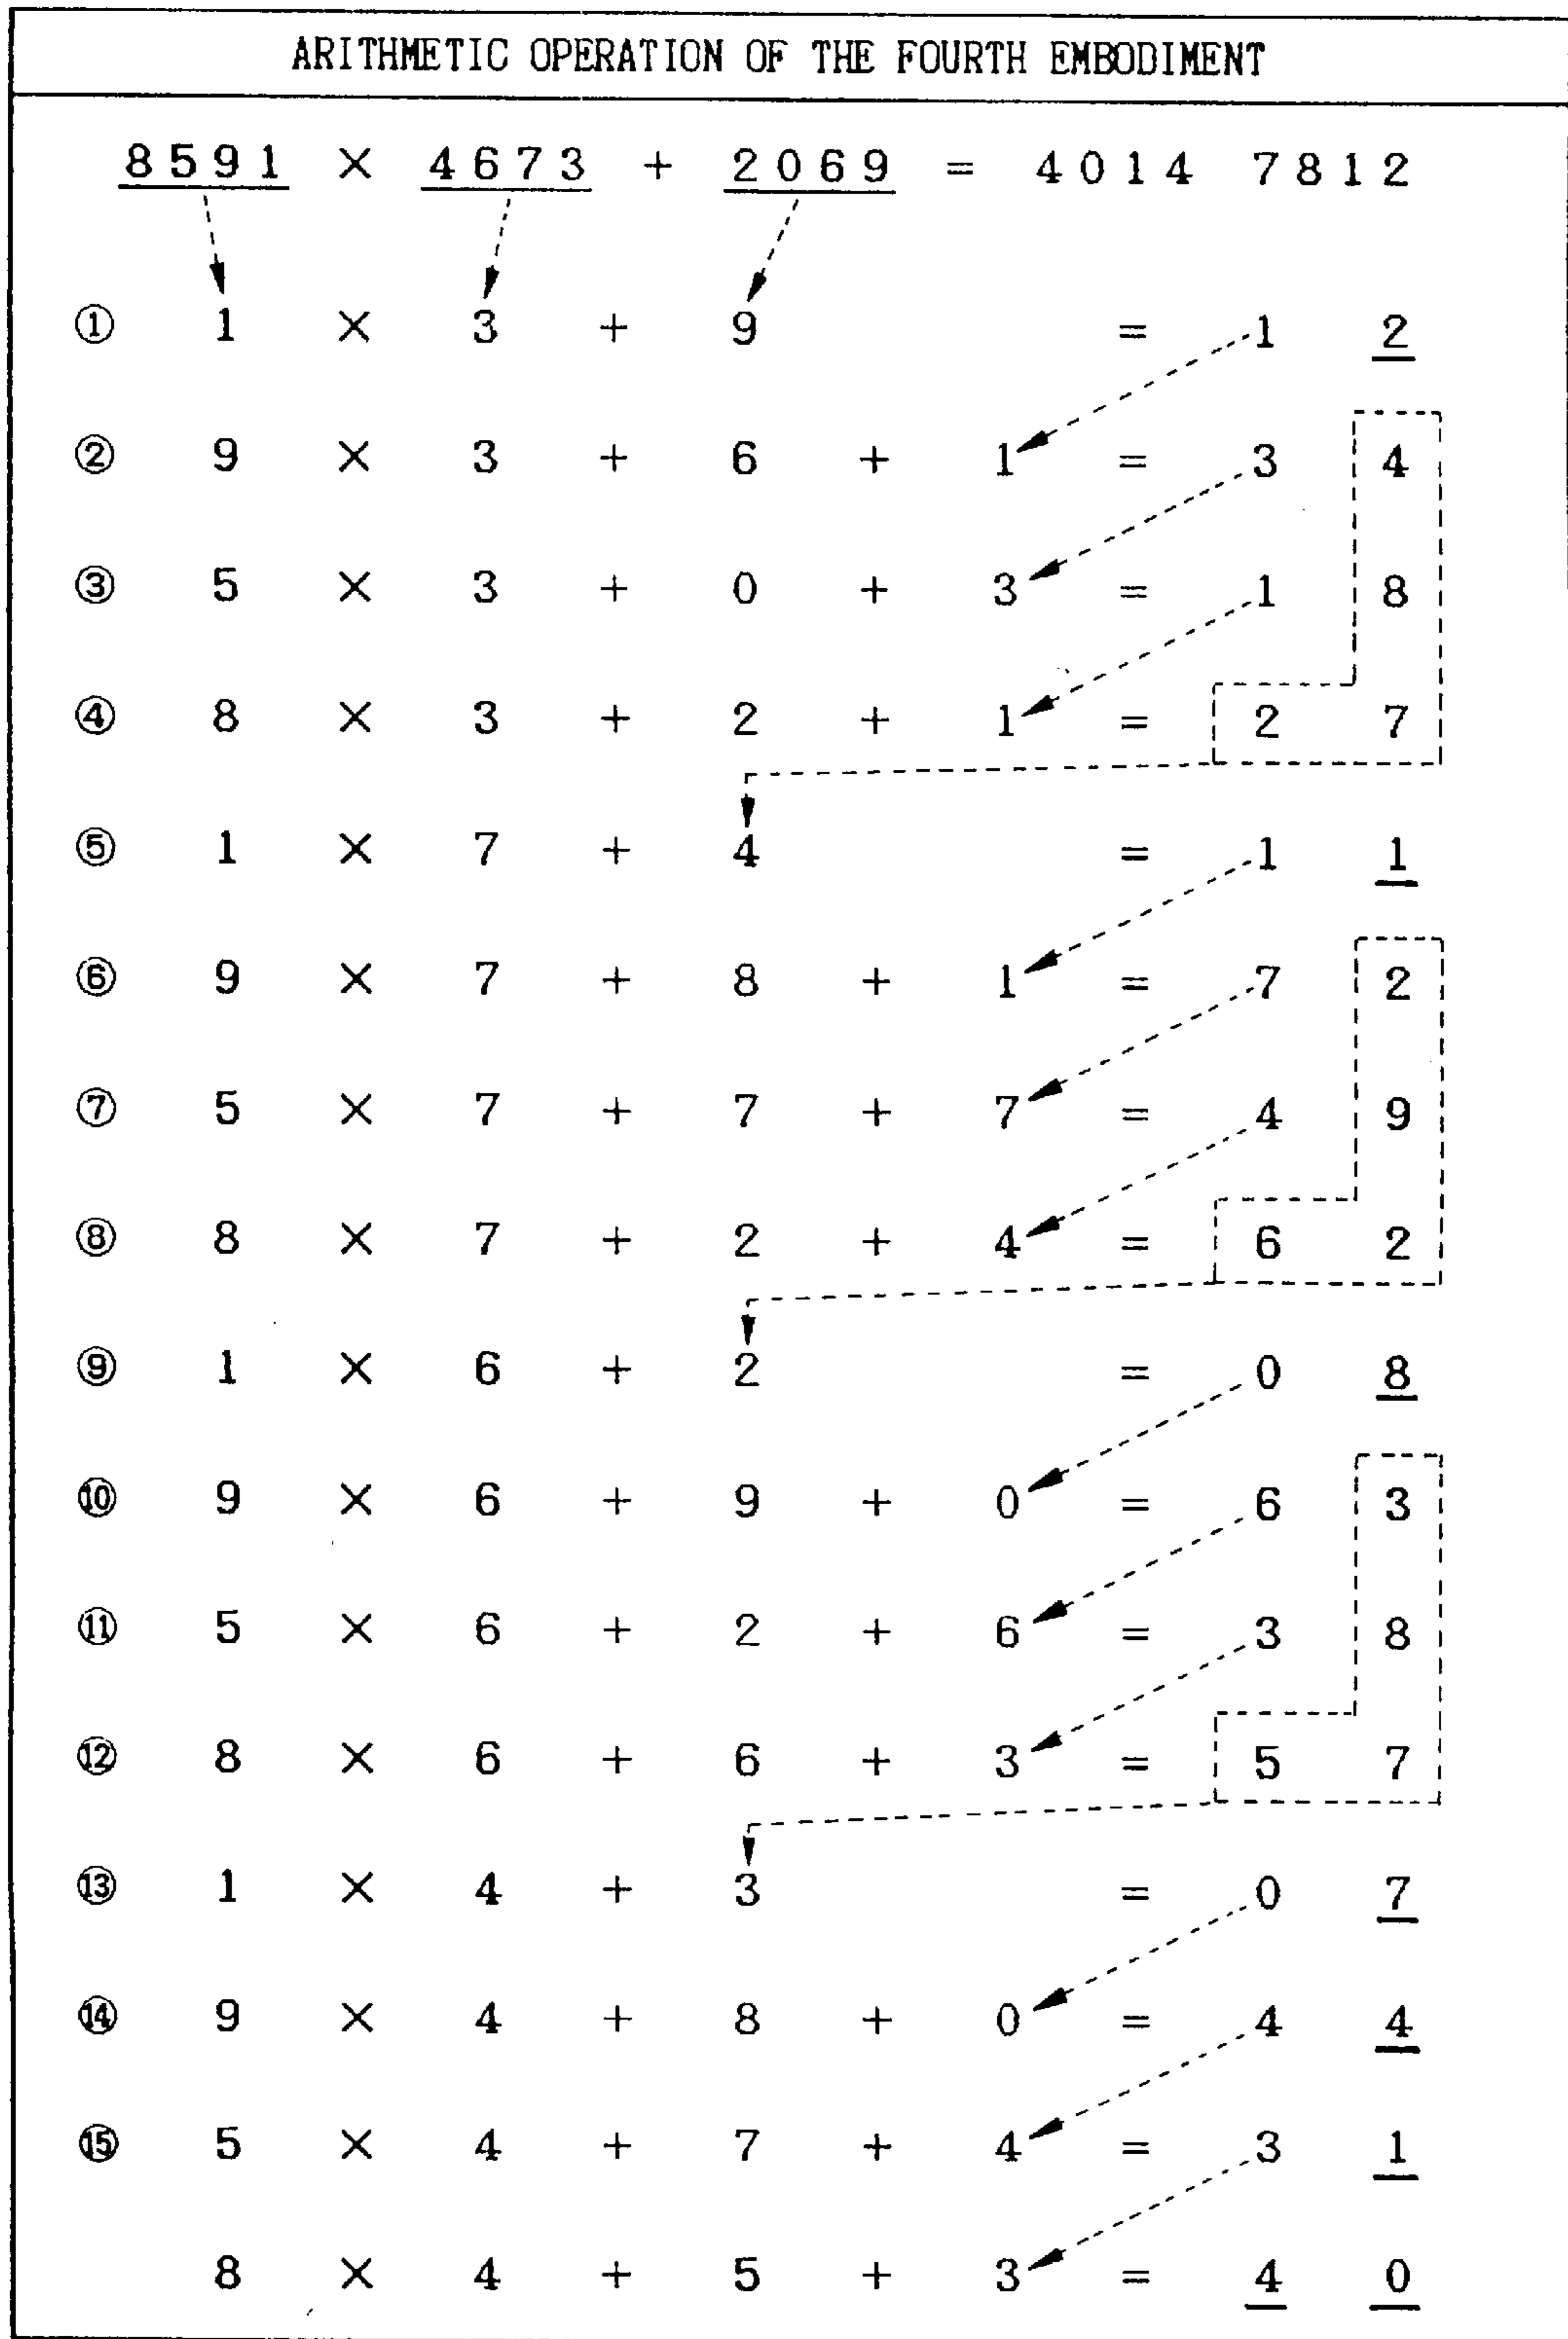 ARITHMETIC OPERATION OF THE FOURTH EMBODIMENT
8591 × 4673 + 2069 = 4014 7812
① 1 × 3 + 9 = 1 2
② 9 × 3 + 6 + 1 = 3 4
③ 5 × 3 + 0 + 3 = 1 8
④ 8 × 3 + 2 + 1 = 2 7
⑤ 1 × 7 + 4 = 1 1
⑥ 9 × 7 + 8 + 1 = 7 2
⑦ 5 × 7 + 7 + 7 = 4 9
⑧ 8 × 7 + 2 + 4 = 6 2
⑨ 1 × 6 + 2 = 0 8
⑩ 9 × 6 + 9 + 0 = 6 3
⑪ 5 × 6 + 2 + 6 = 3 8
⑫ 8 × 6 + 6 + 3 = 5 7
⑬ 1 × 4 + 3 = 0 7
⑭ 9 × 4 + 8 + 0 = 4 4
⑮ 5 × 4 + 7 + 4 = 3 1
8 × 4 + 5 + 3 = 4 0